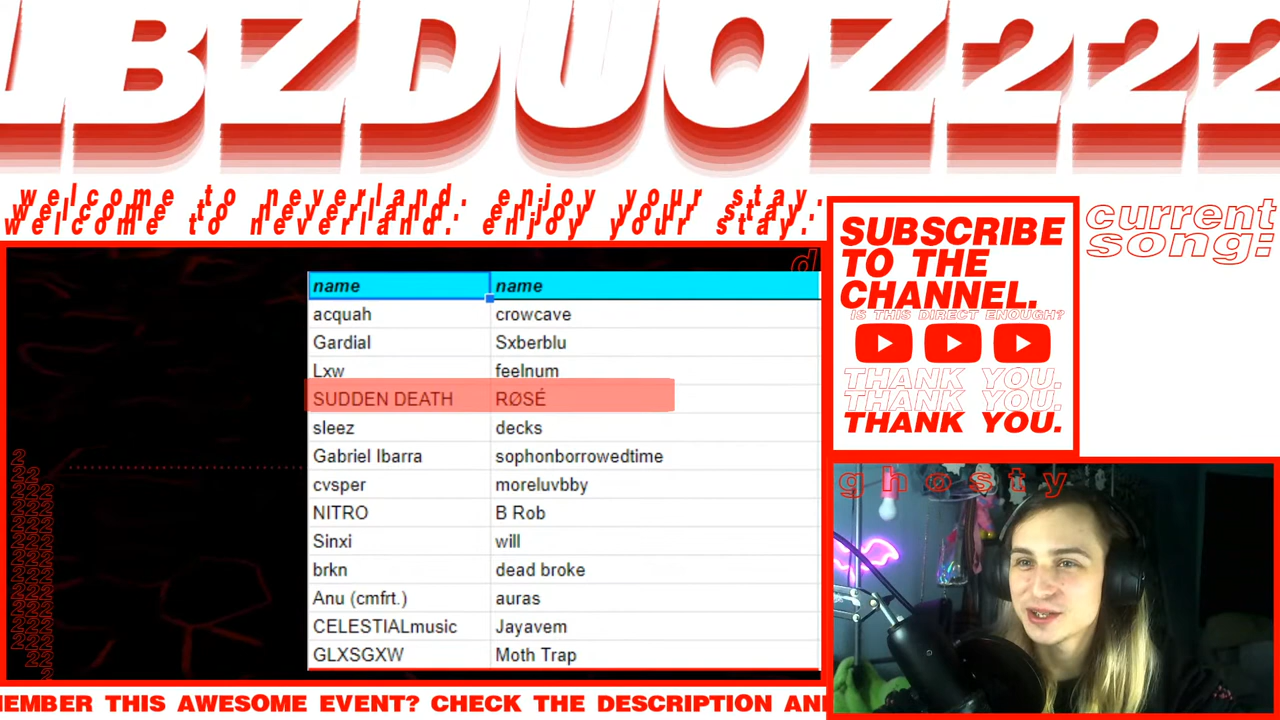 LBZDUOZ222
welcome to neverland. enjoy your stay.
welcome to neverland. enjoy your stay.
SUBSCRIBE
TO THE
CHANNEL.
IS THIS DIRECT ENOUGH?
THANK YOU.
THANK YOU.
THANK YOU.
current
song:
d
name name
acquah crowcave
Gardial Sxberblu
Lxw feelnum
SUDDEN DEATH RØSÉ
sleez decks
Gabriel Ibarra sophonborrowedtime
cvsper moreluvbby
NITRO B Rob
Sinxi will
brkn dead broke
Anu (cmfrt.) auras
CELESTIALmusic Jayavem
GLXSGXW Moth Trap
ghøsty
EMBER THIS AWESOME EVENT? CHECK THE DESCRIPTION AN